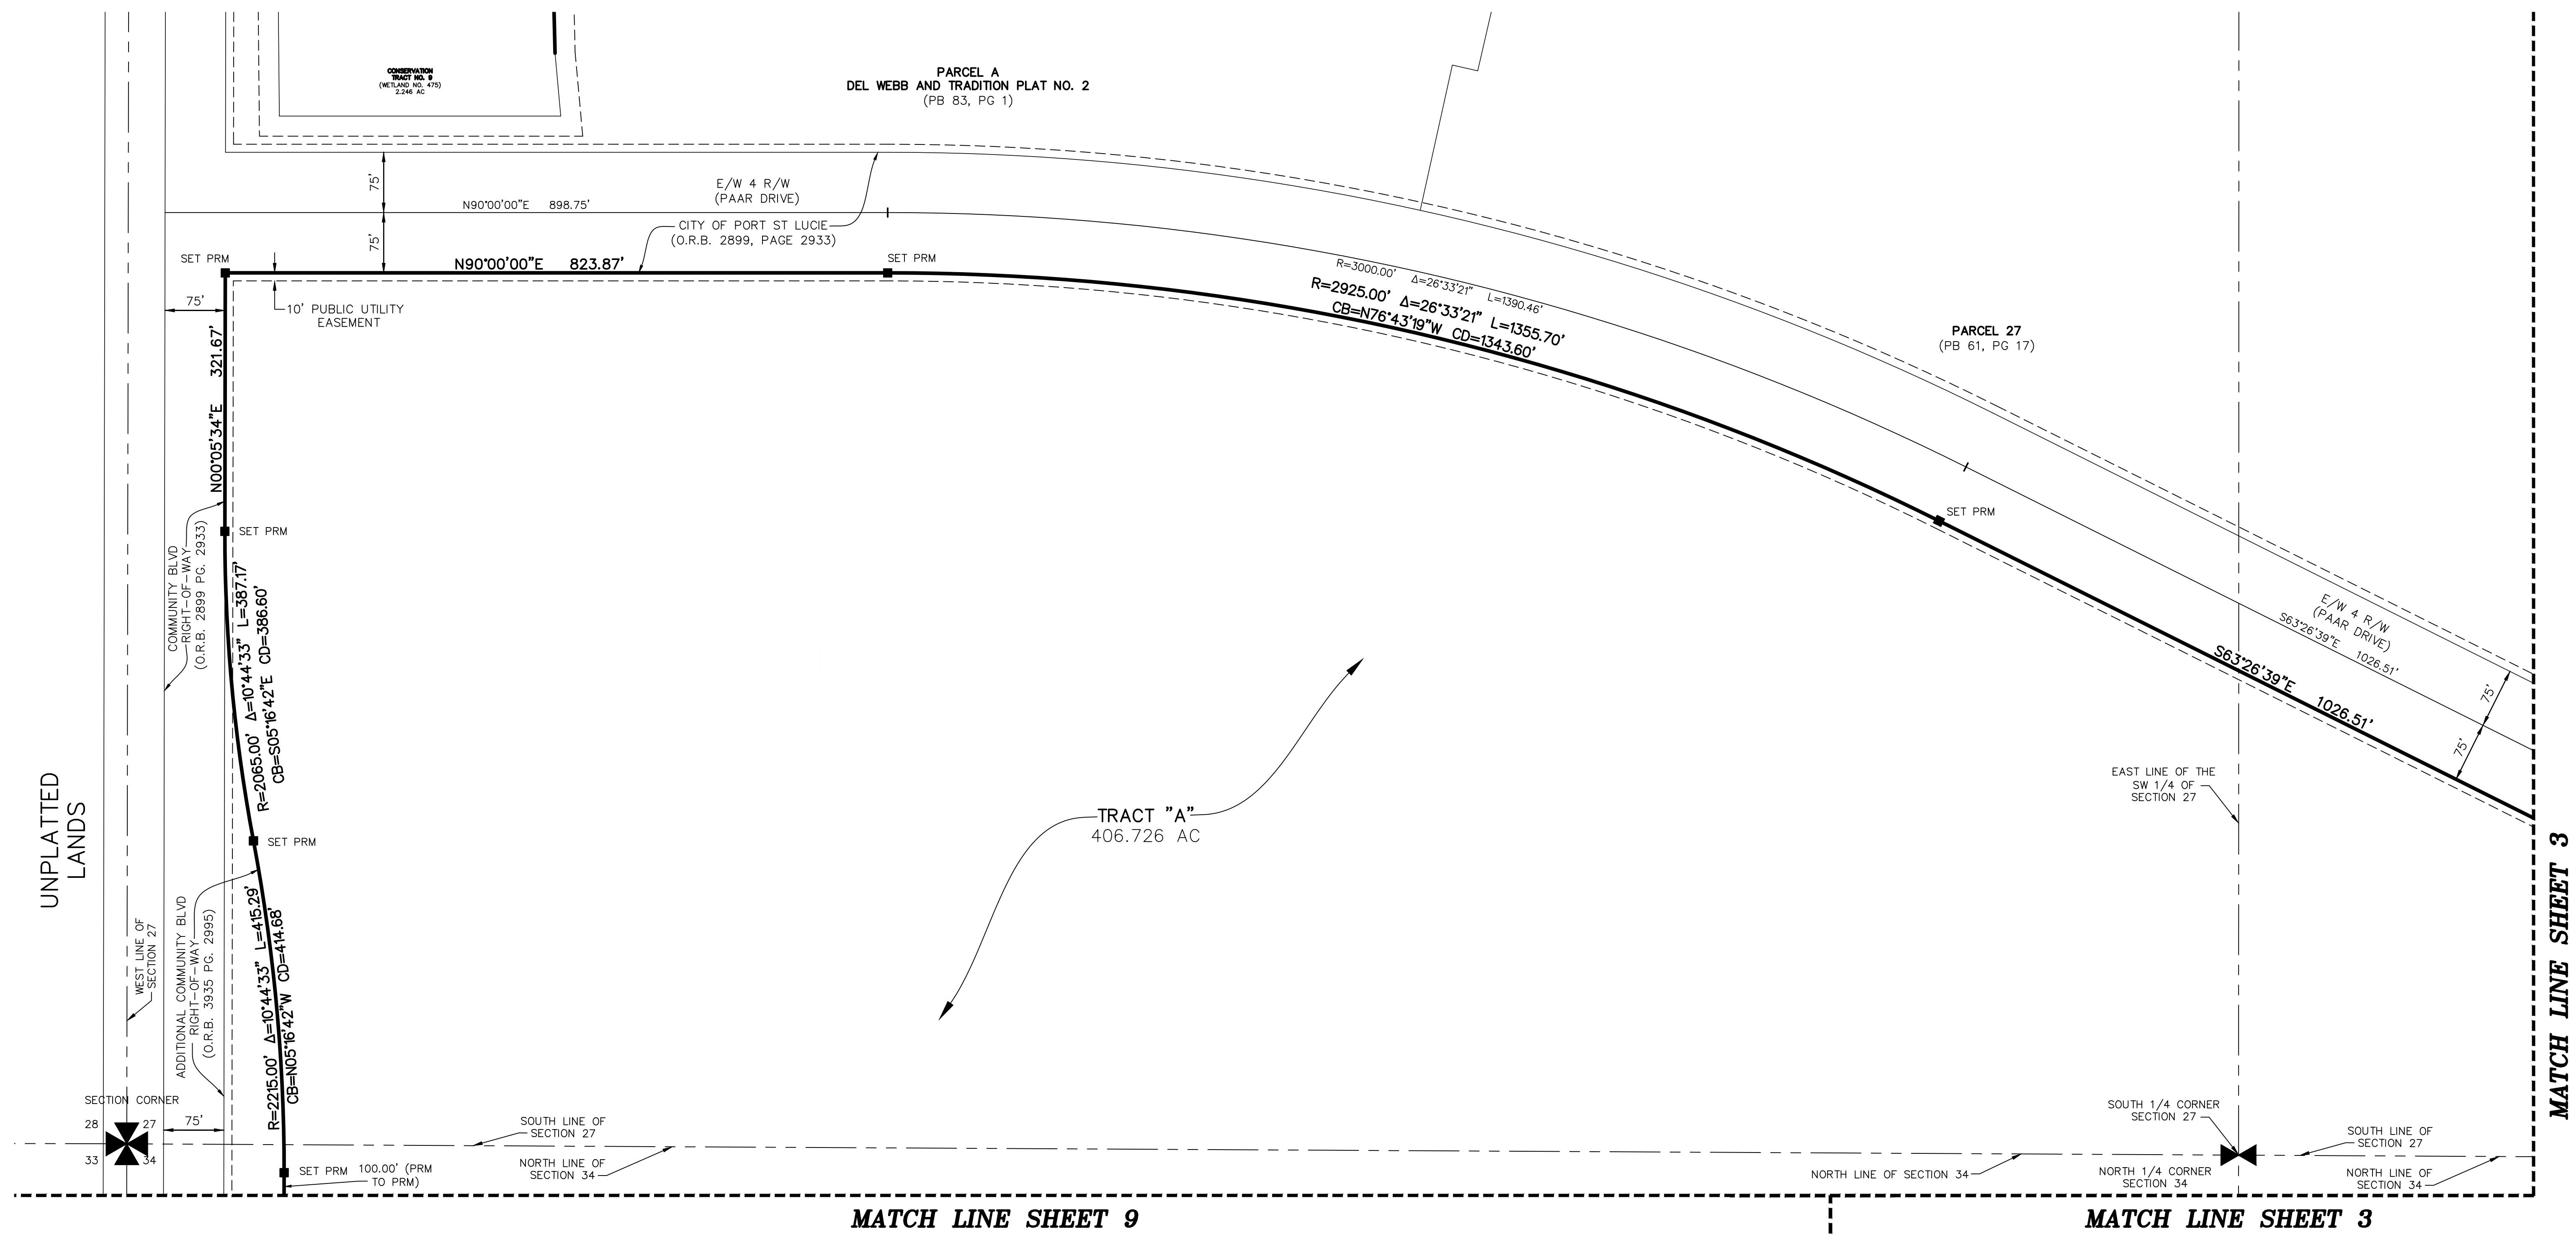 CONSERVATION
TRACT NO. 9
(WETLAND NO. 475)
2.246 AC
PARCEL A
DEL WEBB AND TRADITION PLAT NO. 2
(PB 83, PG 1)
75'
E/W 4 R/W
(PAAR DRIVE)
N90°00'00"E 898.75'
CITY OF PORT ST LUCIE
(O.R.B. 2899, PAGE 2933)
75'
SET PRM
N90°00'00"E 823.87'
SET PRM
75'
10' PUBLIC UTILITY
EASEMENT
R=3000.00' Δ=26°33'21" L=1390.46'
R=2925.00' Δ=26°33'21" L=1355.70'
CB=N76°43'19"W CD=1343.60'
PARCEL 27
(PB 61, PG 17)
N00°05'34"E 321.67'
SET PRM
SET PRM
COMMUNITY BLVD
RIGHT-OF-WAY
(O.R.B. 2899 PG. 2933)
R=2065.00' Δ=10°44'33" L=387.17'
CB=S05°16'42"E CD=386.60'
E/W 4 R/W
(PAAR DRIVE)
S63°26'39"E 1026.51'
S63°26'39"E 1026.51'
75'
75'
UNPLATTED
LANDS
SET PRM
TRACT "A"
406.726 AC
EAST LINE OF THE
SW 1/4 OF
SECTION 27
MATCH LINE SHEET 3
WEST LINE OF
SECTION 27
ADDITIONAL COMMUNITY BLVD
RIGHT-OF-WAY
(O.R.B. 3935 PG. 2995)
R=2215.00' Δ=10°44'33" L=415.29'
CB=N05°16'42"W CD=414.68'
SECTION CORNER
28 27
33 34
75'
SOUTH LINE OF
SECTION 27
NORTH LINE OF
SECTION 34
SET PRM
100.00' (PRM
TO PRM)
SOUTH 1/4 CORNER
SECTION 27
SOUTH LINE OF
SECTION 27
NORTH LINE OF SECTION 34
NORTH 1/4 CORNER
SECTION 34
NORTH LINE OF
SECTION 34
MATCH LINE SHEET 9
MATCH LINE SHEET 3